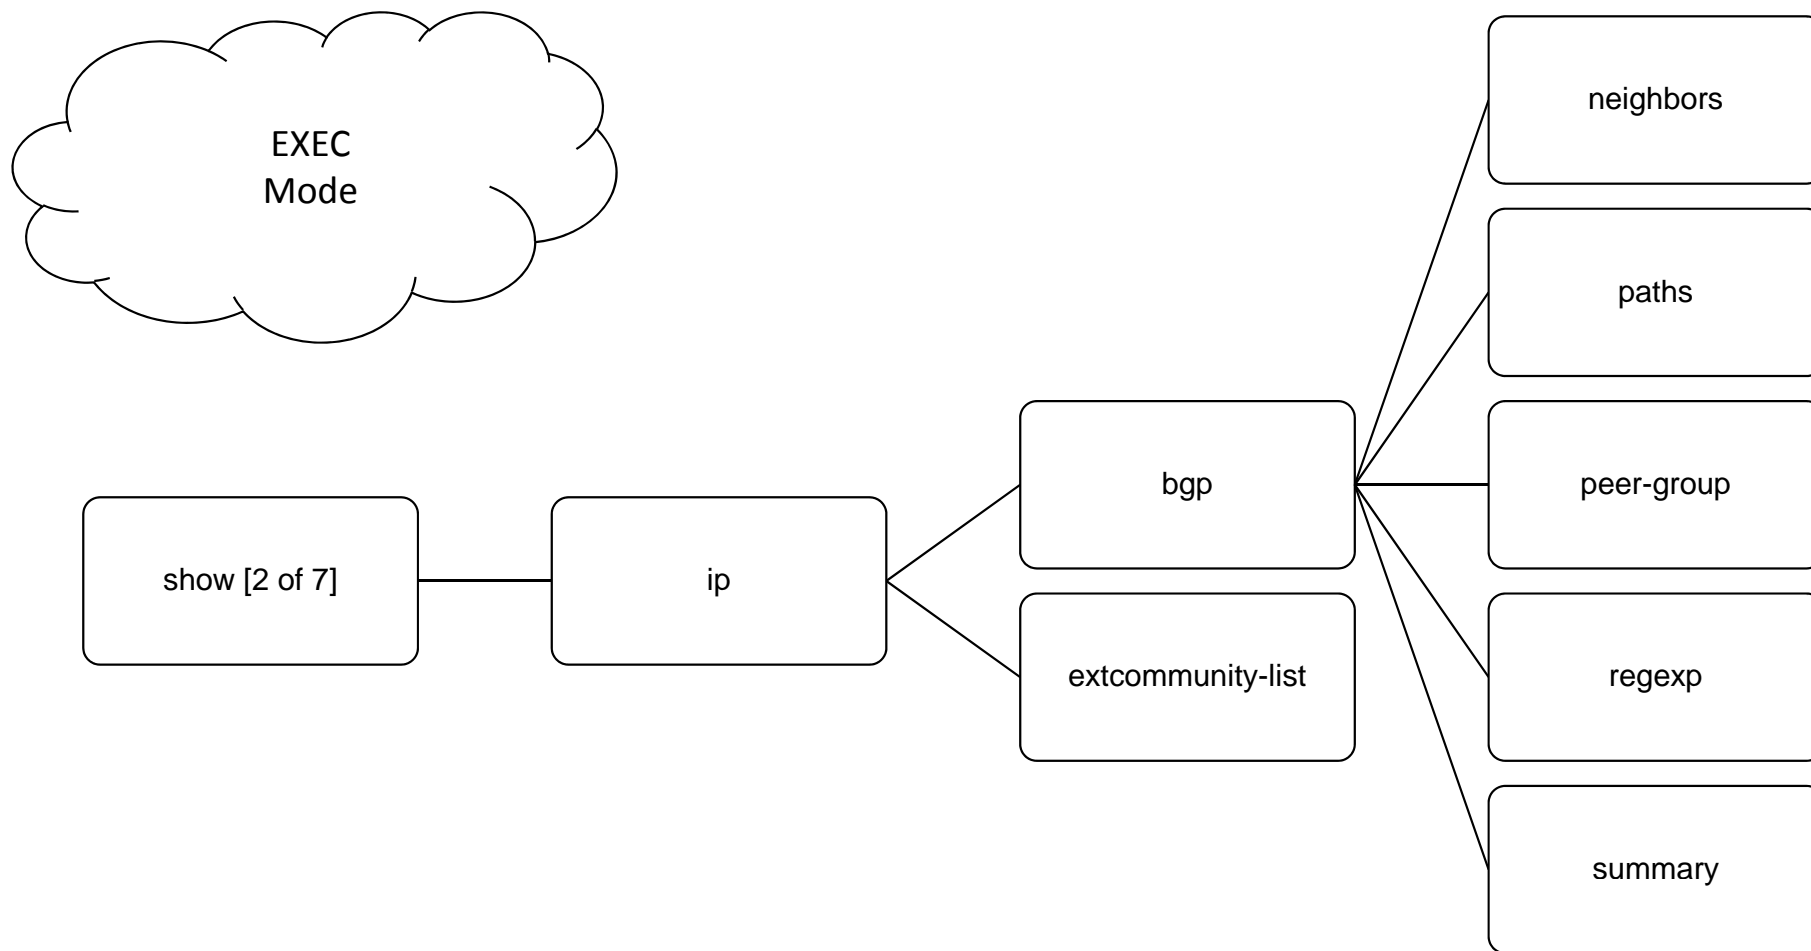 EXEC
Mode
show [2 of 7]
ip
bgp
extcommunity-list
neighbors
paths
peer-group
regexp
summary